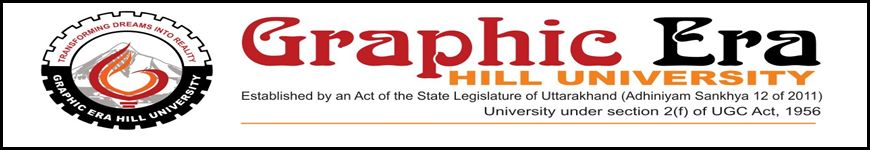 TRANSFORMING DREAMS INTO REALITY
GRAPHIC ERA HILL UNIVERSITY
Graphic Era
HILL UNIVERSITY
Established by an Act of the State Legislature of Uttarakhand (Adhiniyam Sankhya 12 of 2011)
University under section 2(f) of UGC Act, 1956